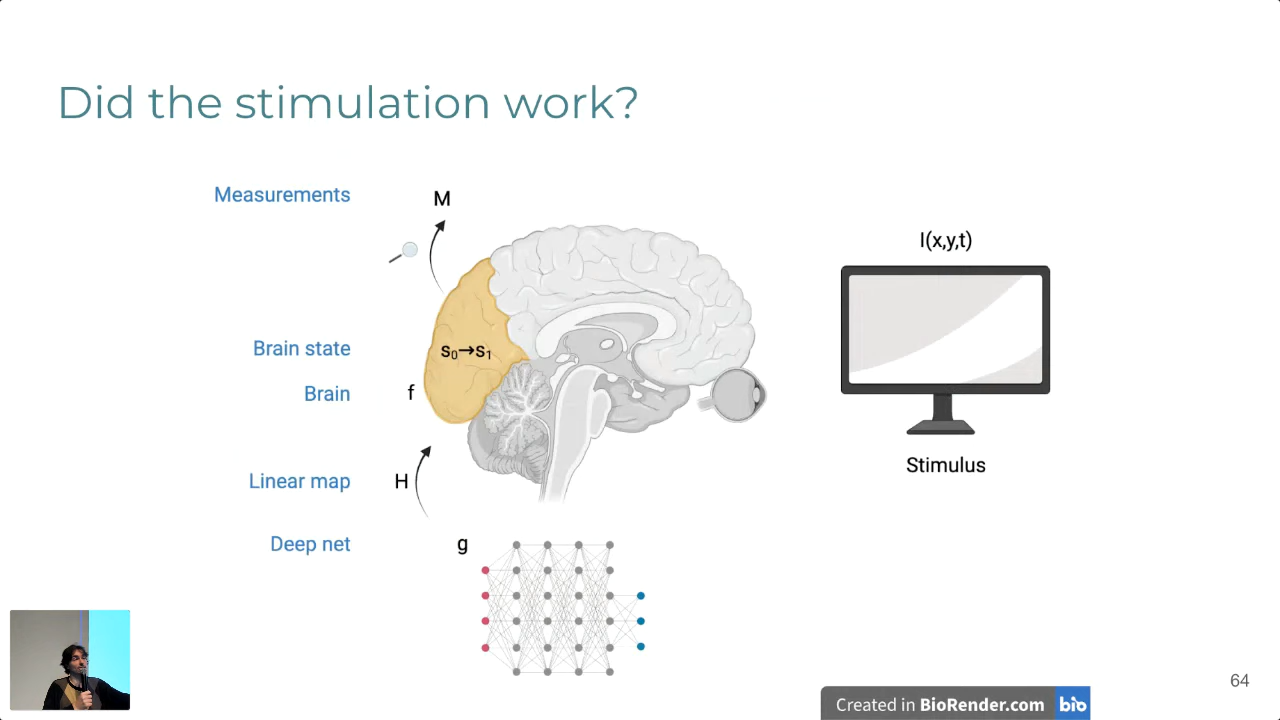 Did the stimulation work?
Measurements
M
I(x,y,t)
Brain state
s₀→s₁
Brain
f
Stimulus
Linear map
H
Deep net
g
64
Created in BioRender.com bio